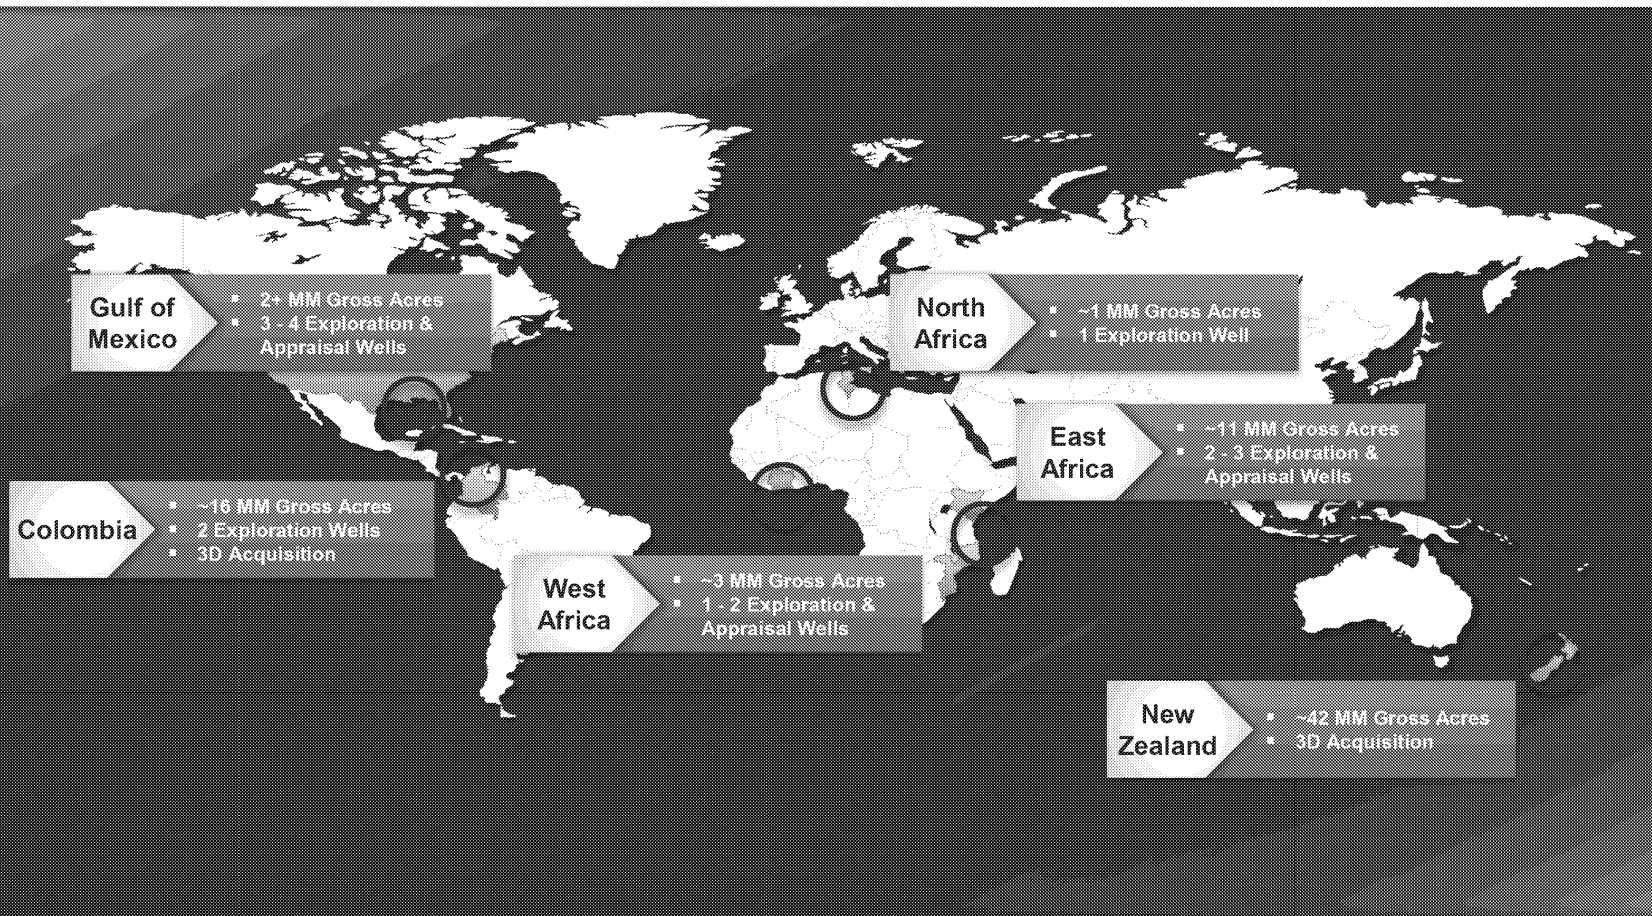 Gulf of
Mexico
▪ 2+ MM Gross Acres
▪ 3 - 4 Exploration &
Appraisal Wells
North
Africa
▪ ~1 MM Gross Acres
▪ 1 Exploration Well
East
Africa
▪ ~11 MM Gross Acres
▪ 2 - 3 Exploration &
Appraisal Wells
Colombia
▪ ~16 MM Gross Acres
▪ 2 Exploration Wells
▪ 3D Acquisition
West
Africa
▪ ~3 MM Gross Acres
▪ 1 - 2 Exploration &
Appraisal Wells
New
Zealand
▪ ~42 MM Gross Acres
▪ 3D Acquisition